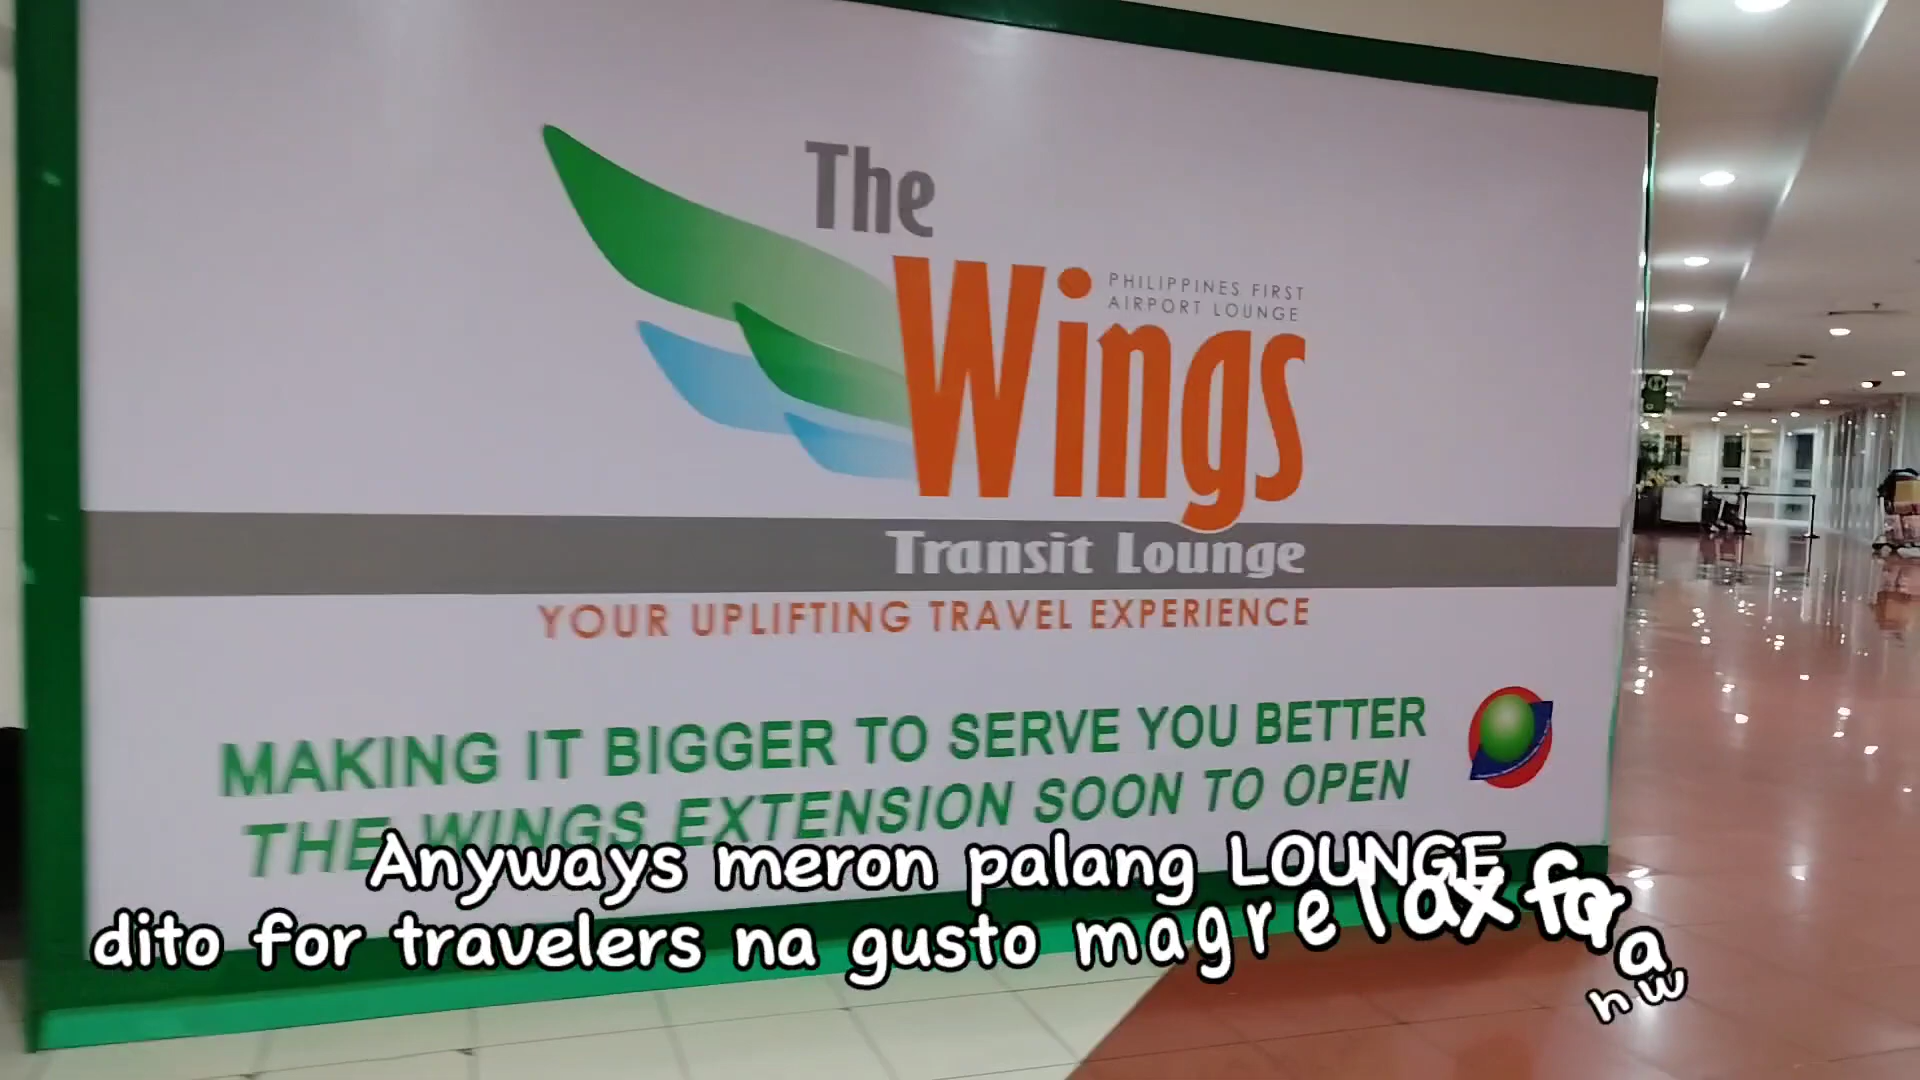 The
Wings
PHILIPPINES FIRST
AIRPORT LOUNGE
Transit Lounge
YOUR UPLIFTING TRAVEL EXPERIENCE
MAKING IT BIGGER TO SERVE YOU BETTER
THE WINGS EXTENSION SOON TO OPEN
Anyways meron palang LOUNGE
dito for travelers na gusto magrelax for a